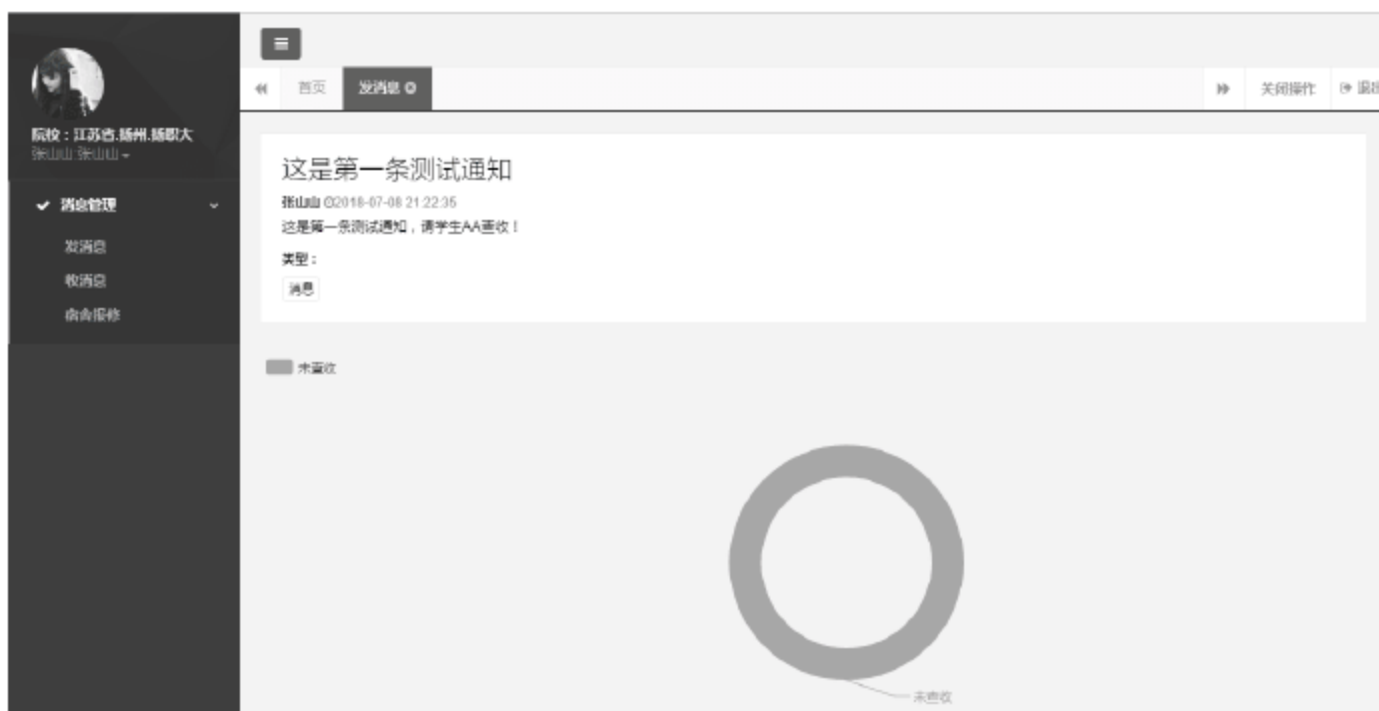 院校：江苏省.扬州.扬职大
张山山·张山山
消息管理
发消息
收消息
宿舍报修
首页
发消息
关闭操作
这是第一条测试通知
张山山 2018-07-08 21:22:35
这是第一条测试通知，请学生AA查收！
类型：
消息
未查收
未查收